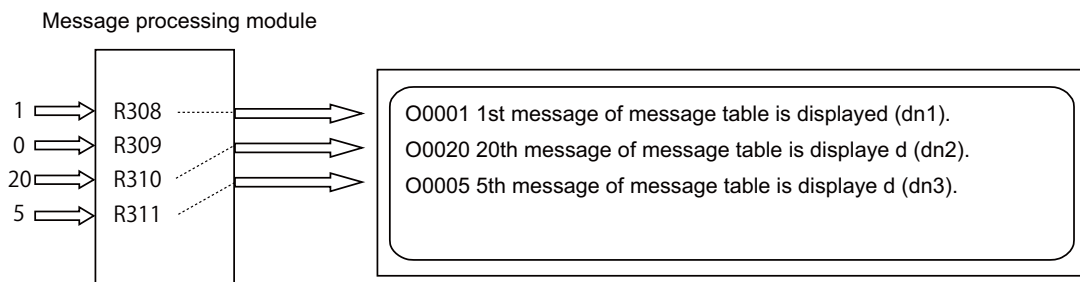 Message processing module
1 R308
0 R309
20 R310
5 R311
O0001 1st message of message table is displayed (dn1).
O0020 20th message of message table is displaye d (dn2).
O0005 5th message of message table is displaye d (dn3).